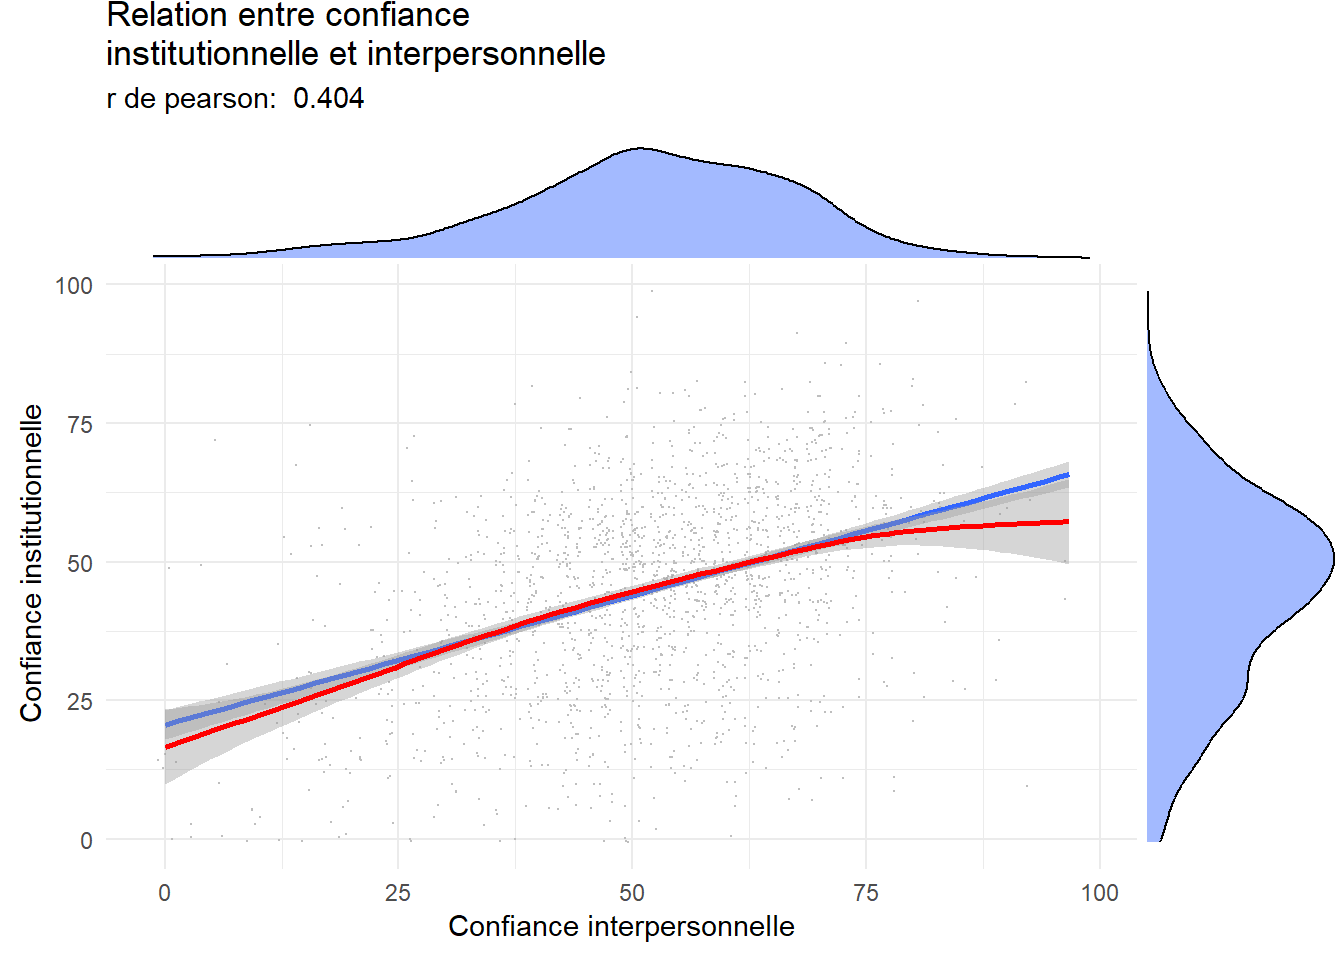 Relation entre confiance
institutionnelle et interpersonnelle
r de pearson:  0.404
100
75
50
25
0
Confiance institutionnelle
0
25
50
75
100
Confiance interpersonnelle